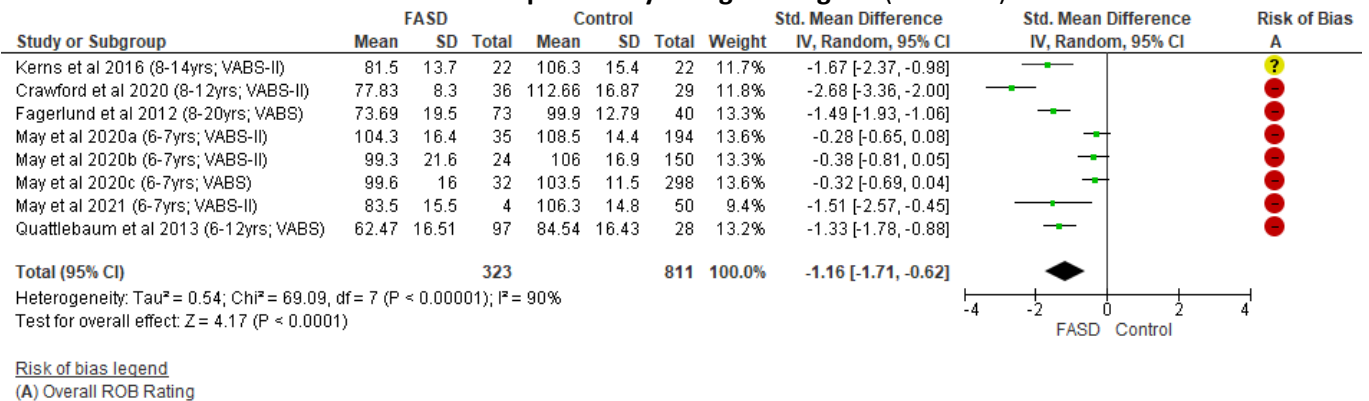 FASD Control Std. Mean Difference Std. Mean Difference Risk of Bias
Study or Subgroup Mean SD Total Mean SD Total Weight IV, Random, 95% CI IV, Random, 95% CI A
Kerns et al 2016 (8-14yrs; VABS-II) 81.5 13.7 22 106.3 15.4 22 11.7% -1.67 [-2.37, -0.98] ?
Crawford et al 2020 (8-12yrs; VABS-II) 77.83 8.3 36 112.66 16.87 29 11.8% -2.68 [-3.36, -2.00]
Fagerlund et al 2012 (8-20yrs; VABS) 73.69 19.5 73 99.9 12.79 40 13.3% -1.49 [-1.93, -1.06]
May et al 2020a (6-7yrs; VABS-II) 104.3 16.4 35 108.5 14.4 194 13.6% -0.28 [-0.65, 0.08]
May et al 2020b (6-7yrs; VABS-II) 99.3 21.6 24 106 16.9 150 13.3% -0.38 [-0.81, 0.05]
May et al 2020c (6-7yrs; VABS) 99.6 16 32 103.5 11.5 298 13.6% -0.32 [-0.69, 0.04]
May et al 2021 (6-7yrs; VABS-II) 83.5 15.5 4 106.3 14.8 50 9.4% -1.51 [-2.57, -0.45]
Quattlebaum et al 2013 (6-12yrs; VABS) 62.47 16.51 97 84.54 16.43 28 13.2% -1.33 [-1.78, -0.88]
Total (95% CI) 323 811 100.0% -1.16 [-1.71, -0.62]
Heterogeneity: Tau² = 0.54; Chi² = 69.09, df = 7 (P < 0.00001); I² = 90%
Test for overall effect: Z = 4.17 (P < 0.0001)
-4 -2 0 2 4
FASD Control
Risk of bias legend
(A) Overall ROB Rating